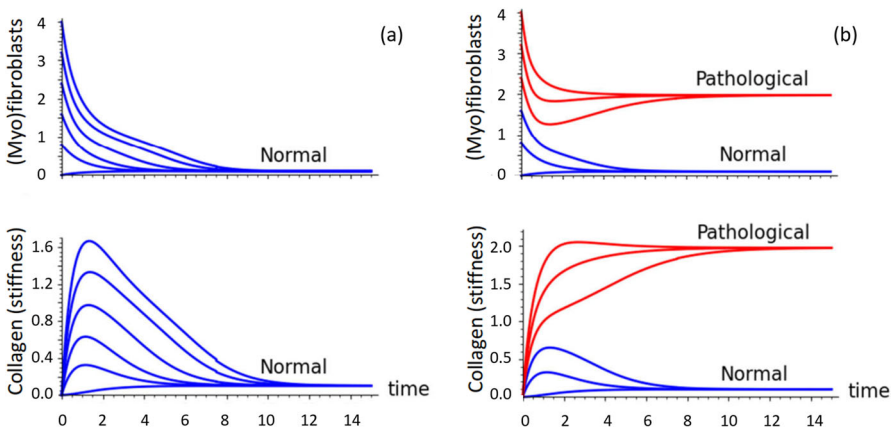 (a)
(Myo)fibroblasts
4
3
2
1
0
Normal
(b)
(Myo)fibroblasts
4
3
2
1
0
Pathological
Normal
Collagen (stiffness)
1.6
1.2
0.8
0.4
0.0
Normal
time
0 2 4 6 8 10 12 14
Collagen (stiffness)
2.0
1.5
1.0
0.5
0.0
Pathological
Normal
time
0 2 4 6 8 10 12 14